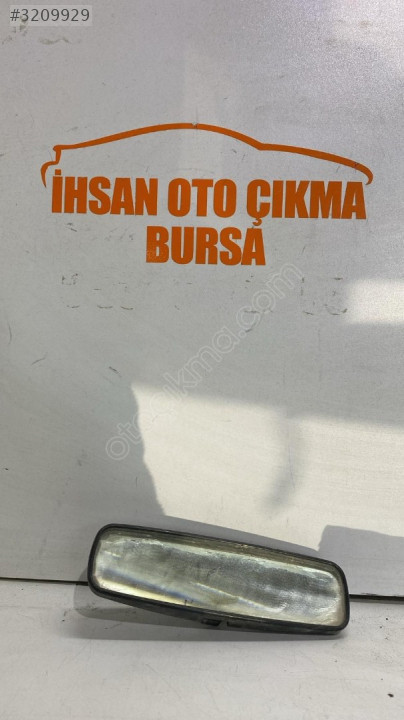 #3209929
İHSAN OTO ÇIKMA
BURSA
otocikma.com